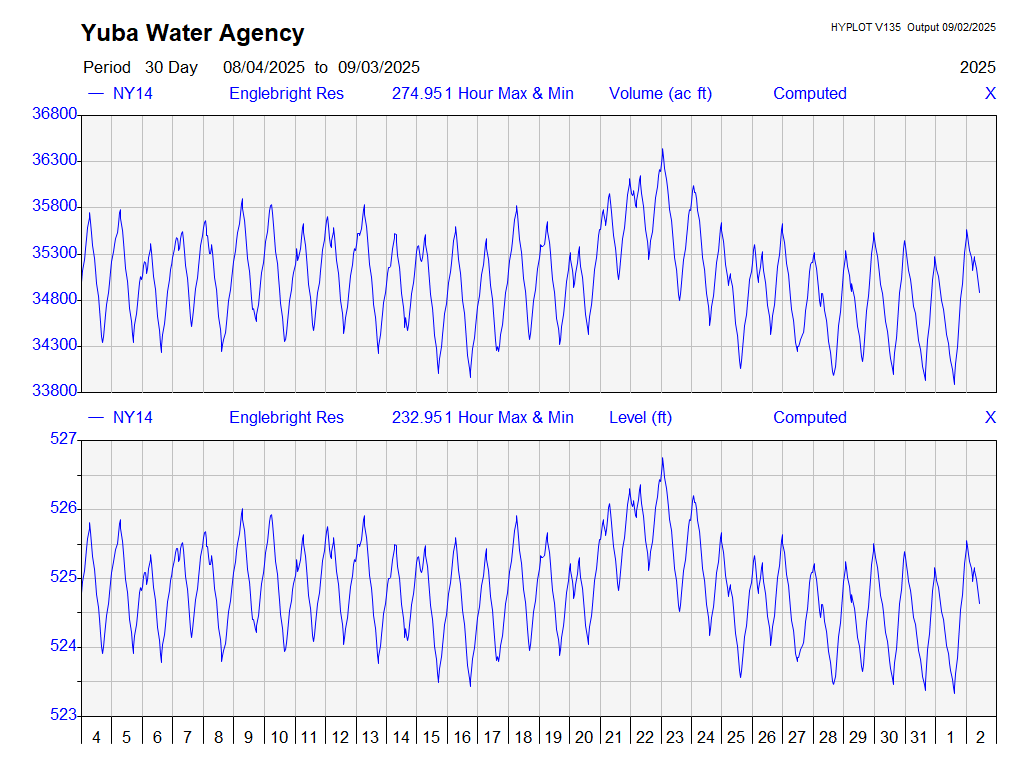 Yuba Water Agency
HYPLOT V135 Output 09/02/2025
Period 30 Day 08/04/2025 to 09/03/2025 2025
NY14 Englebright Res 274.951 Hour Max & Min Volume (ac ft) Computed X
36800
36300
35800
35300
34800
34300
33800
NY14 Englebright Res 232.951 Hour Max & Min Level (ft) Computed X
527
526
525
524
523
4 5 6 7 8 9 10 11 12 13 14 15 16 17 18 19 20 21 22 23 24 25 26 27 28 29 30 31 1 2